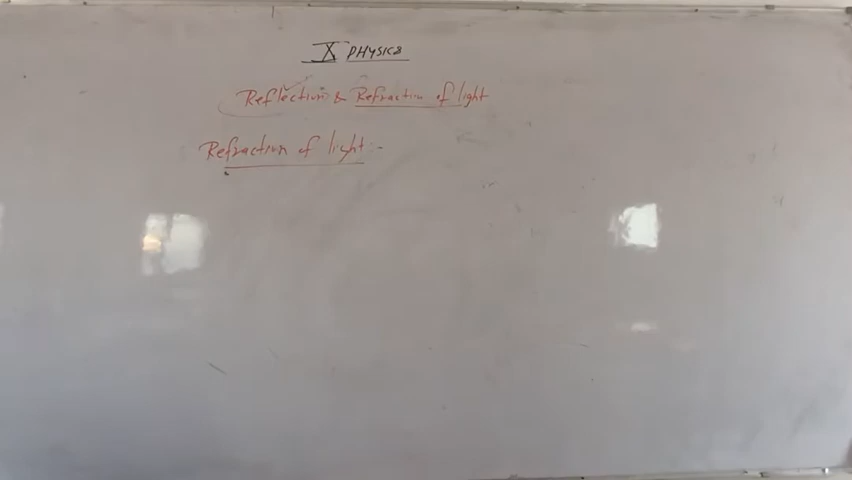 X PHYSICS
Reflection & Refraction of light
Refraction of light :-